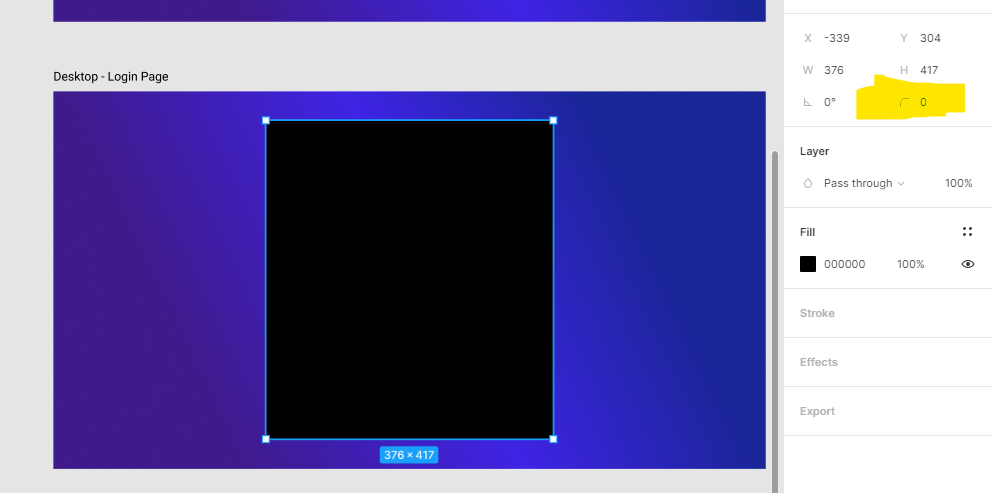 X -339 Y 304
Desktop - Login Page
W 376 H 417
0° 0
Layer
Pass through 100%
Fill
000000 100%
Stroke
Effects
Export
376 × 417